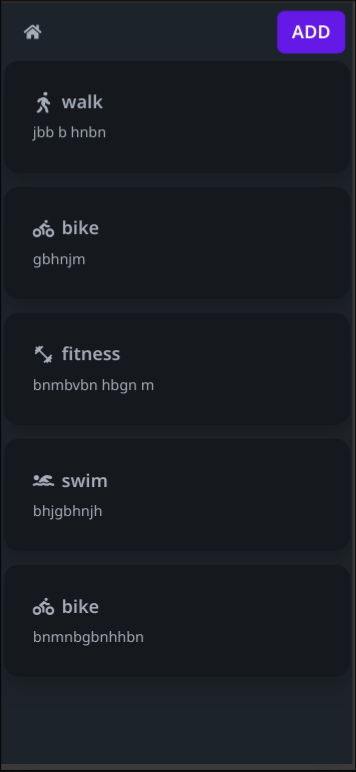 ADD
walk
jbb b hnbn
bike
gbhnjm
fitness
bnmbvbn hbgn m
swim
bhjgbhnjh
bike
bnmnbgbnhhbn